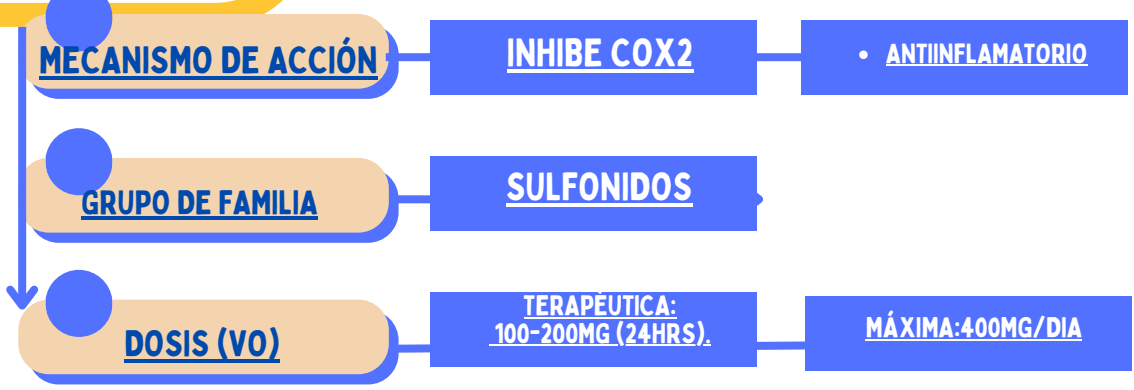 MECANISMO DE ACCIÓN
INHIBE COX2
• ANTIINFLAMATORIO
GRUPO DE FAMILIA
SULFONIDOS
DOSIS (VO)
TERAPÉUTICA:
100-200MG (24HRS).
MÁXIMA:400MG/DIA